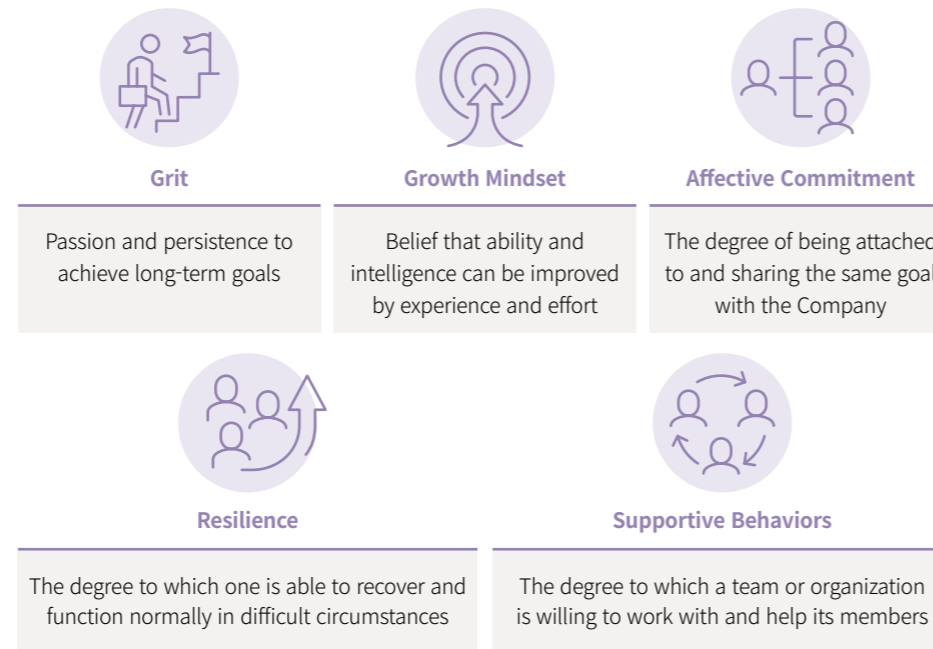 Grit
Passion and persistence to
achieve long-term goals
Growth Mindset
Belief that ability and
intelligence can be improved
by experience and effort
Affective Commitment
The degree of being attached
to and sharing the same goal
with the Company
Resilience
The degree to which one is able to recover and
function normally in difficult circumstances
Supportive Behaviors
The degree to which a team or organization
is willing to work with and help its members